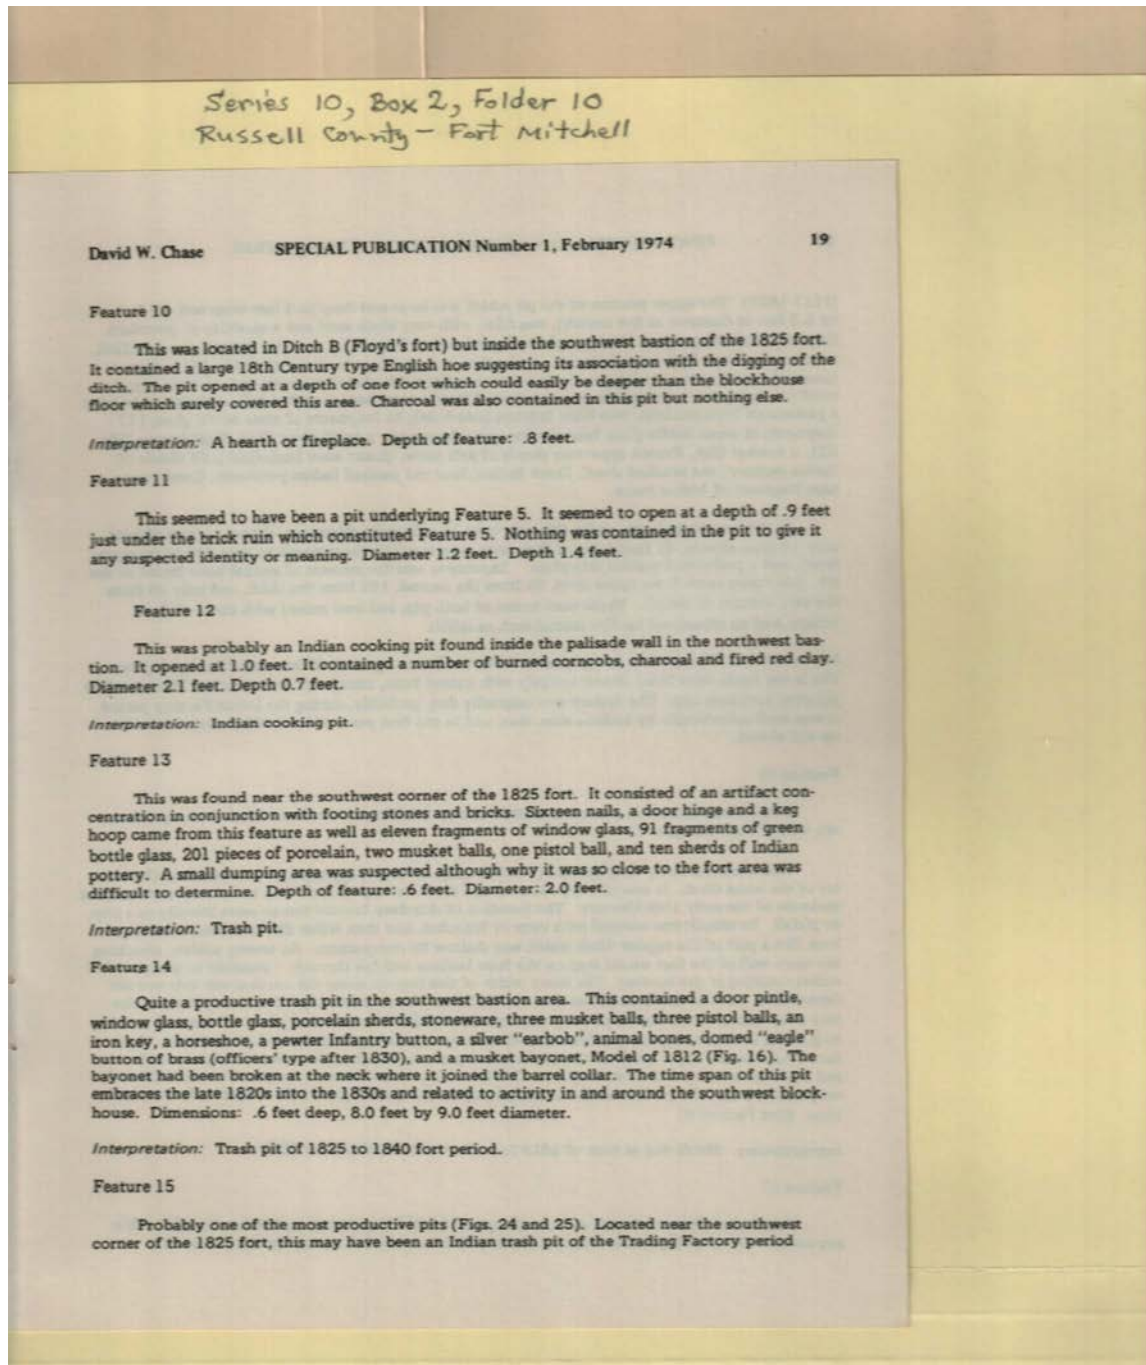 Series 10, Box 2, Folder 10
Russell County - Fort Mitchell
David W. Chase SPECIAL PUBLICATION Number 1, February 1974 19
Feature 10
This was located in Ditch B (Floyd's fort) but inside the southwest bastion of the 1825 fort.
It contained a large 18th Century type English hoe suggesting its association with the digging of the
ditch. The pit opened at a depth of one foot which could easily be deeper than the blockhouse
floor which surely covered this area. Charcoal was also contained in this pit but nothing else.
Interpretation: A hearth or fireplace. Depth of feature: .8 feet.
Feature 11
This seemed to have been a pit underlying Feature 5. It seemed to open at a depth of .9 feet
just under the brick ruin which constituted Feature 5. Nothing was contained in the pit to give it
any suspected identity or meaning. Diameter 1.2 feet. Depth 1.4 feet.
Feature 12
This was probably an Indian cooking pit found inside the palisade wall in the northwest bas-
tion. It opened at 1.0 feet. It contained a number of burned corncobs, charcoal and fired red clay.
Diameter 2.1 feet. Depth 0.7 feet.
Interpretation: Indian cooking pit.
Feature 13
This was found near the southwest corner of the 1825 fort. It consisted of an artifact con-
centration in conjunction with footing stones and bricks. Sixteen nails, a door hinge and a keg
hoop came from this feature as well as eleven fragments of window glass, 91 fragments of green
bottle glass, 201 pieces of porcelain, two musket balls, one pistol ball, and ten sherds of Indian
pottery. A small dumping area was suspected although why it was so close to the fort area was
difficult to determine. Depth of feature: .6 feet. Diameter: 2.0 feet.
Interpretation: Trash pit.
Feature 14
Quite a productive trash pit in the southwest bastion area. This contained a door pintle,
window glass, bottle glass, porcelain sherds, stoneware, three musket balls, three pistol balls, an
iron key, a horseshoe, a pewter Infantry button, a silver "earbob", animal bones, domed "eagle"
button of brass (officers' type after 1830), and a musket bayonet, Model of 1812 (Fig. 16). The
bayonet had been broken at the neck where it joined the barrel collar. The time span of this pit
embraces the late 1820s into the 1830s and related to activity in and around the southwest block-
house. Dimensions: .6 feet deep, 8.0 feet by 9.0 feet diameter.
Interpretation: Trash pit of 1825 to 1840 fort period.
Feature 15
Probably one of the most productive pits (Figs. 24 and 25). Located near the southwest
corner of the 1825 fort, this may have been an Indian trash pit of the Trading Factory period